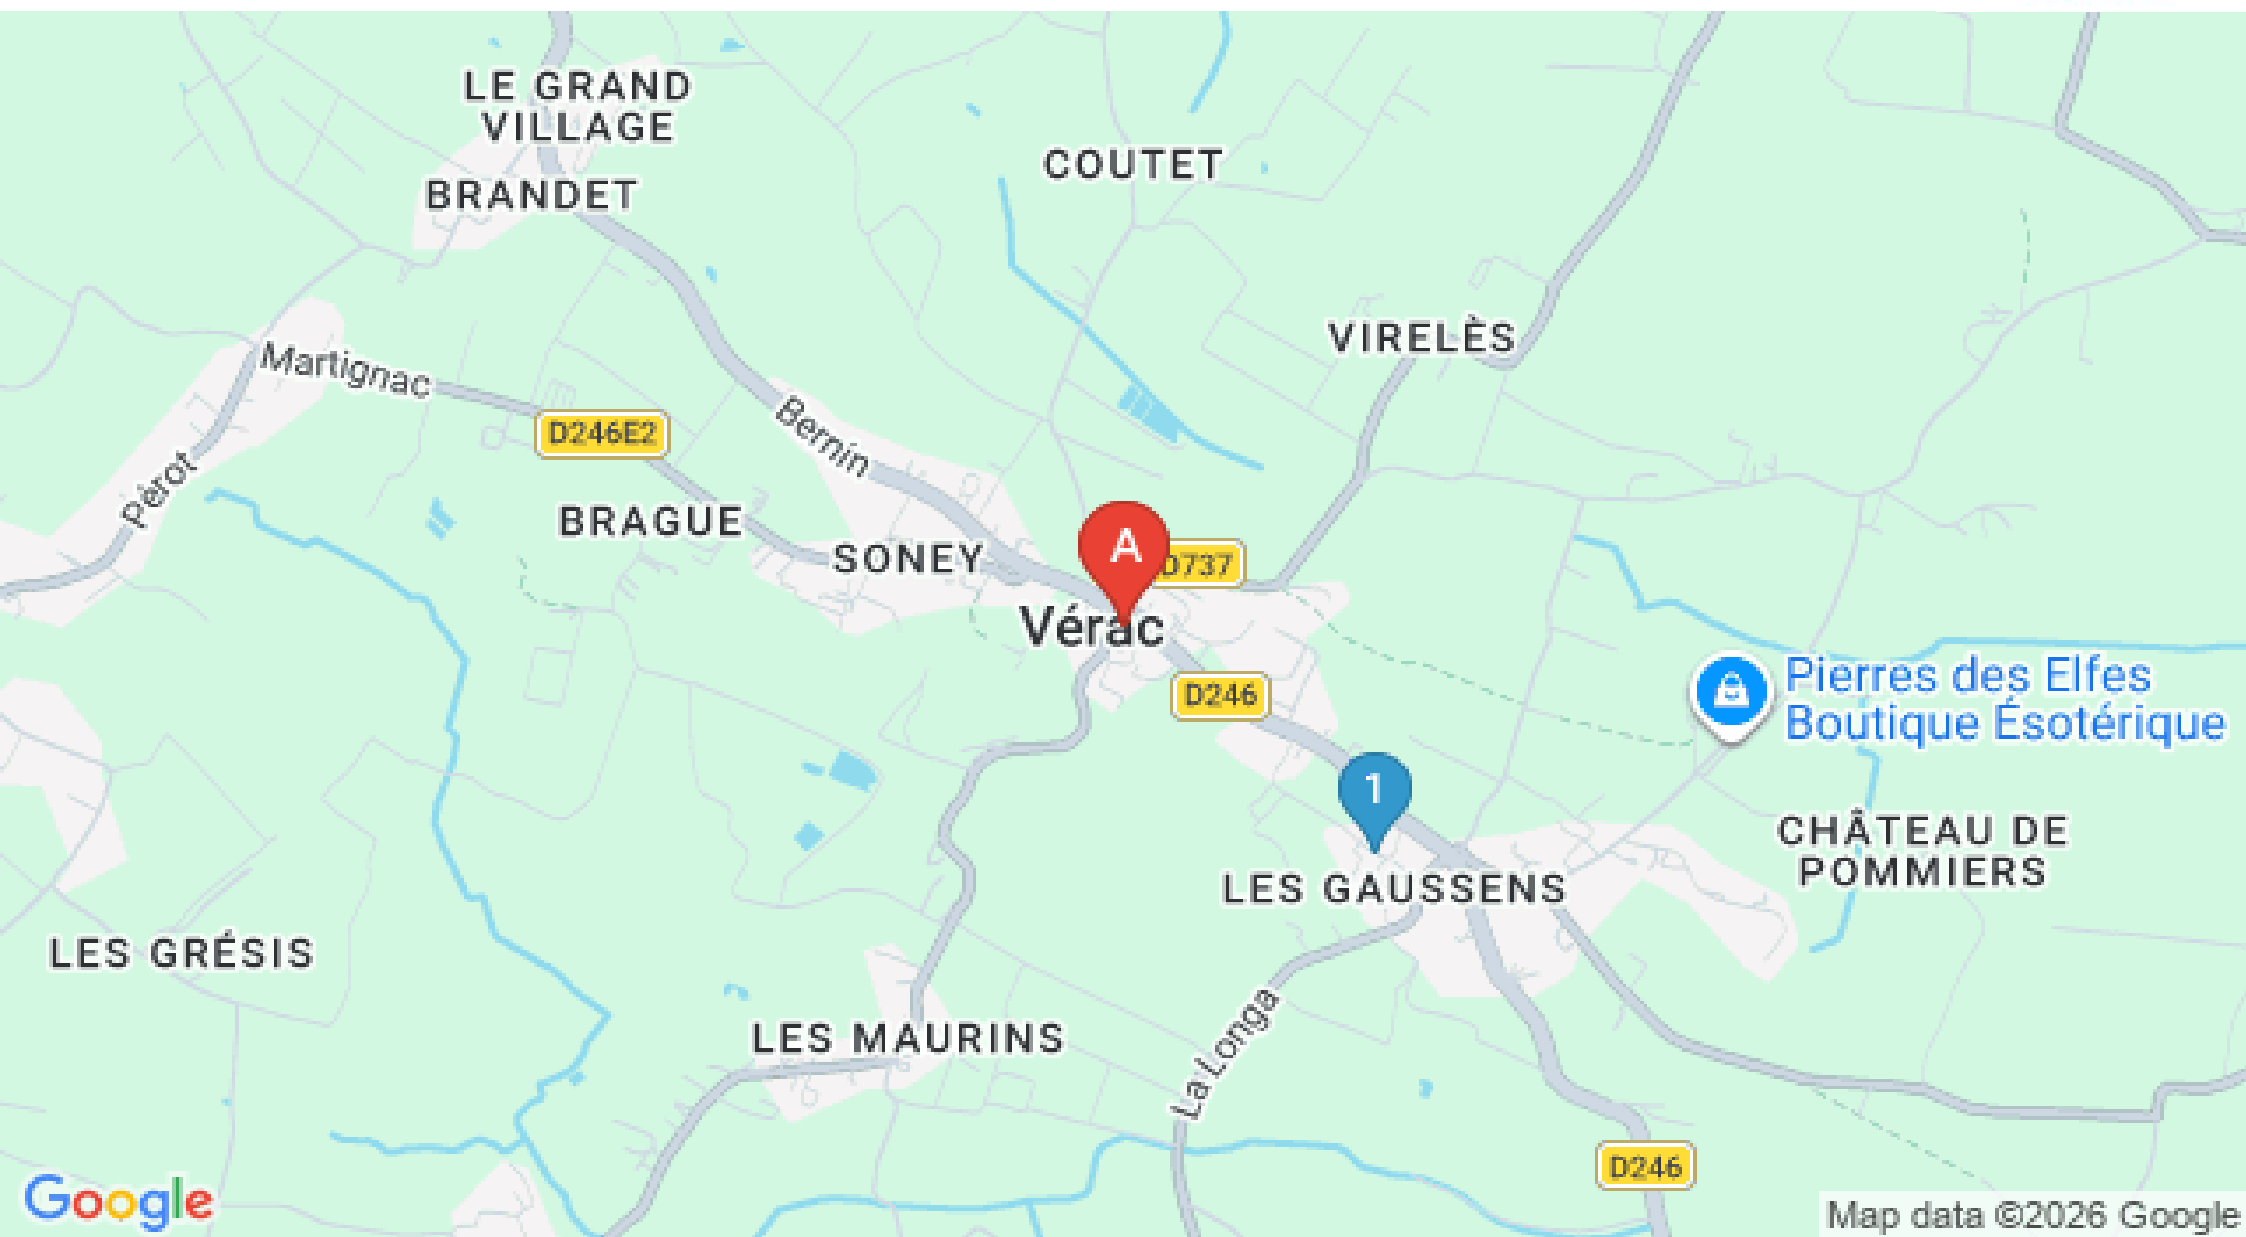 LE GRAND
VILLAGE
BRANDET
COUTET
VIRELÈS
Martignac
D246E2
Bernin
Pérot
BRAGUE
SONEY
A
D737
Vérac
D246
Pierres des Elfes
Boutique Ésotérique
1
CHÂTEAU DE
POMMIERS
LES GAUSSENS
LES GRÉSIS
LES MAURINS
La Longa
D246
Google
Map data ©2026 Google